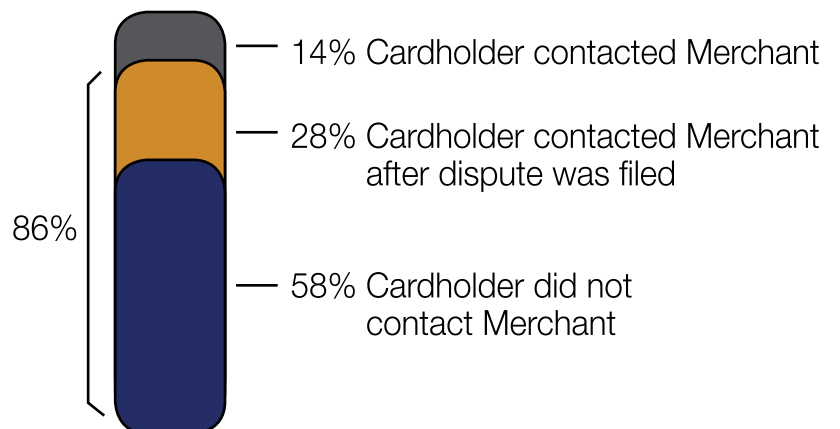 14% Cardholder contacted Merchant
28% Cardholder contacted Merchant
after dispute was filed
86%
58% Cardholder did not
contact Merchant